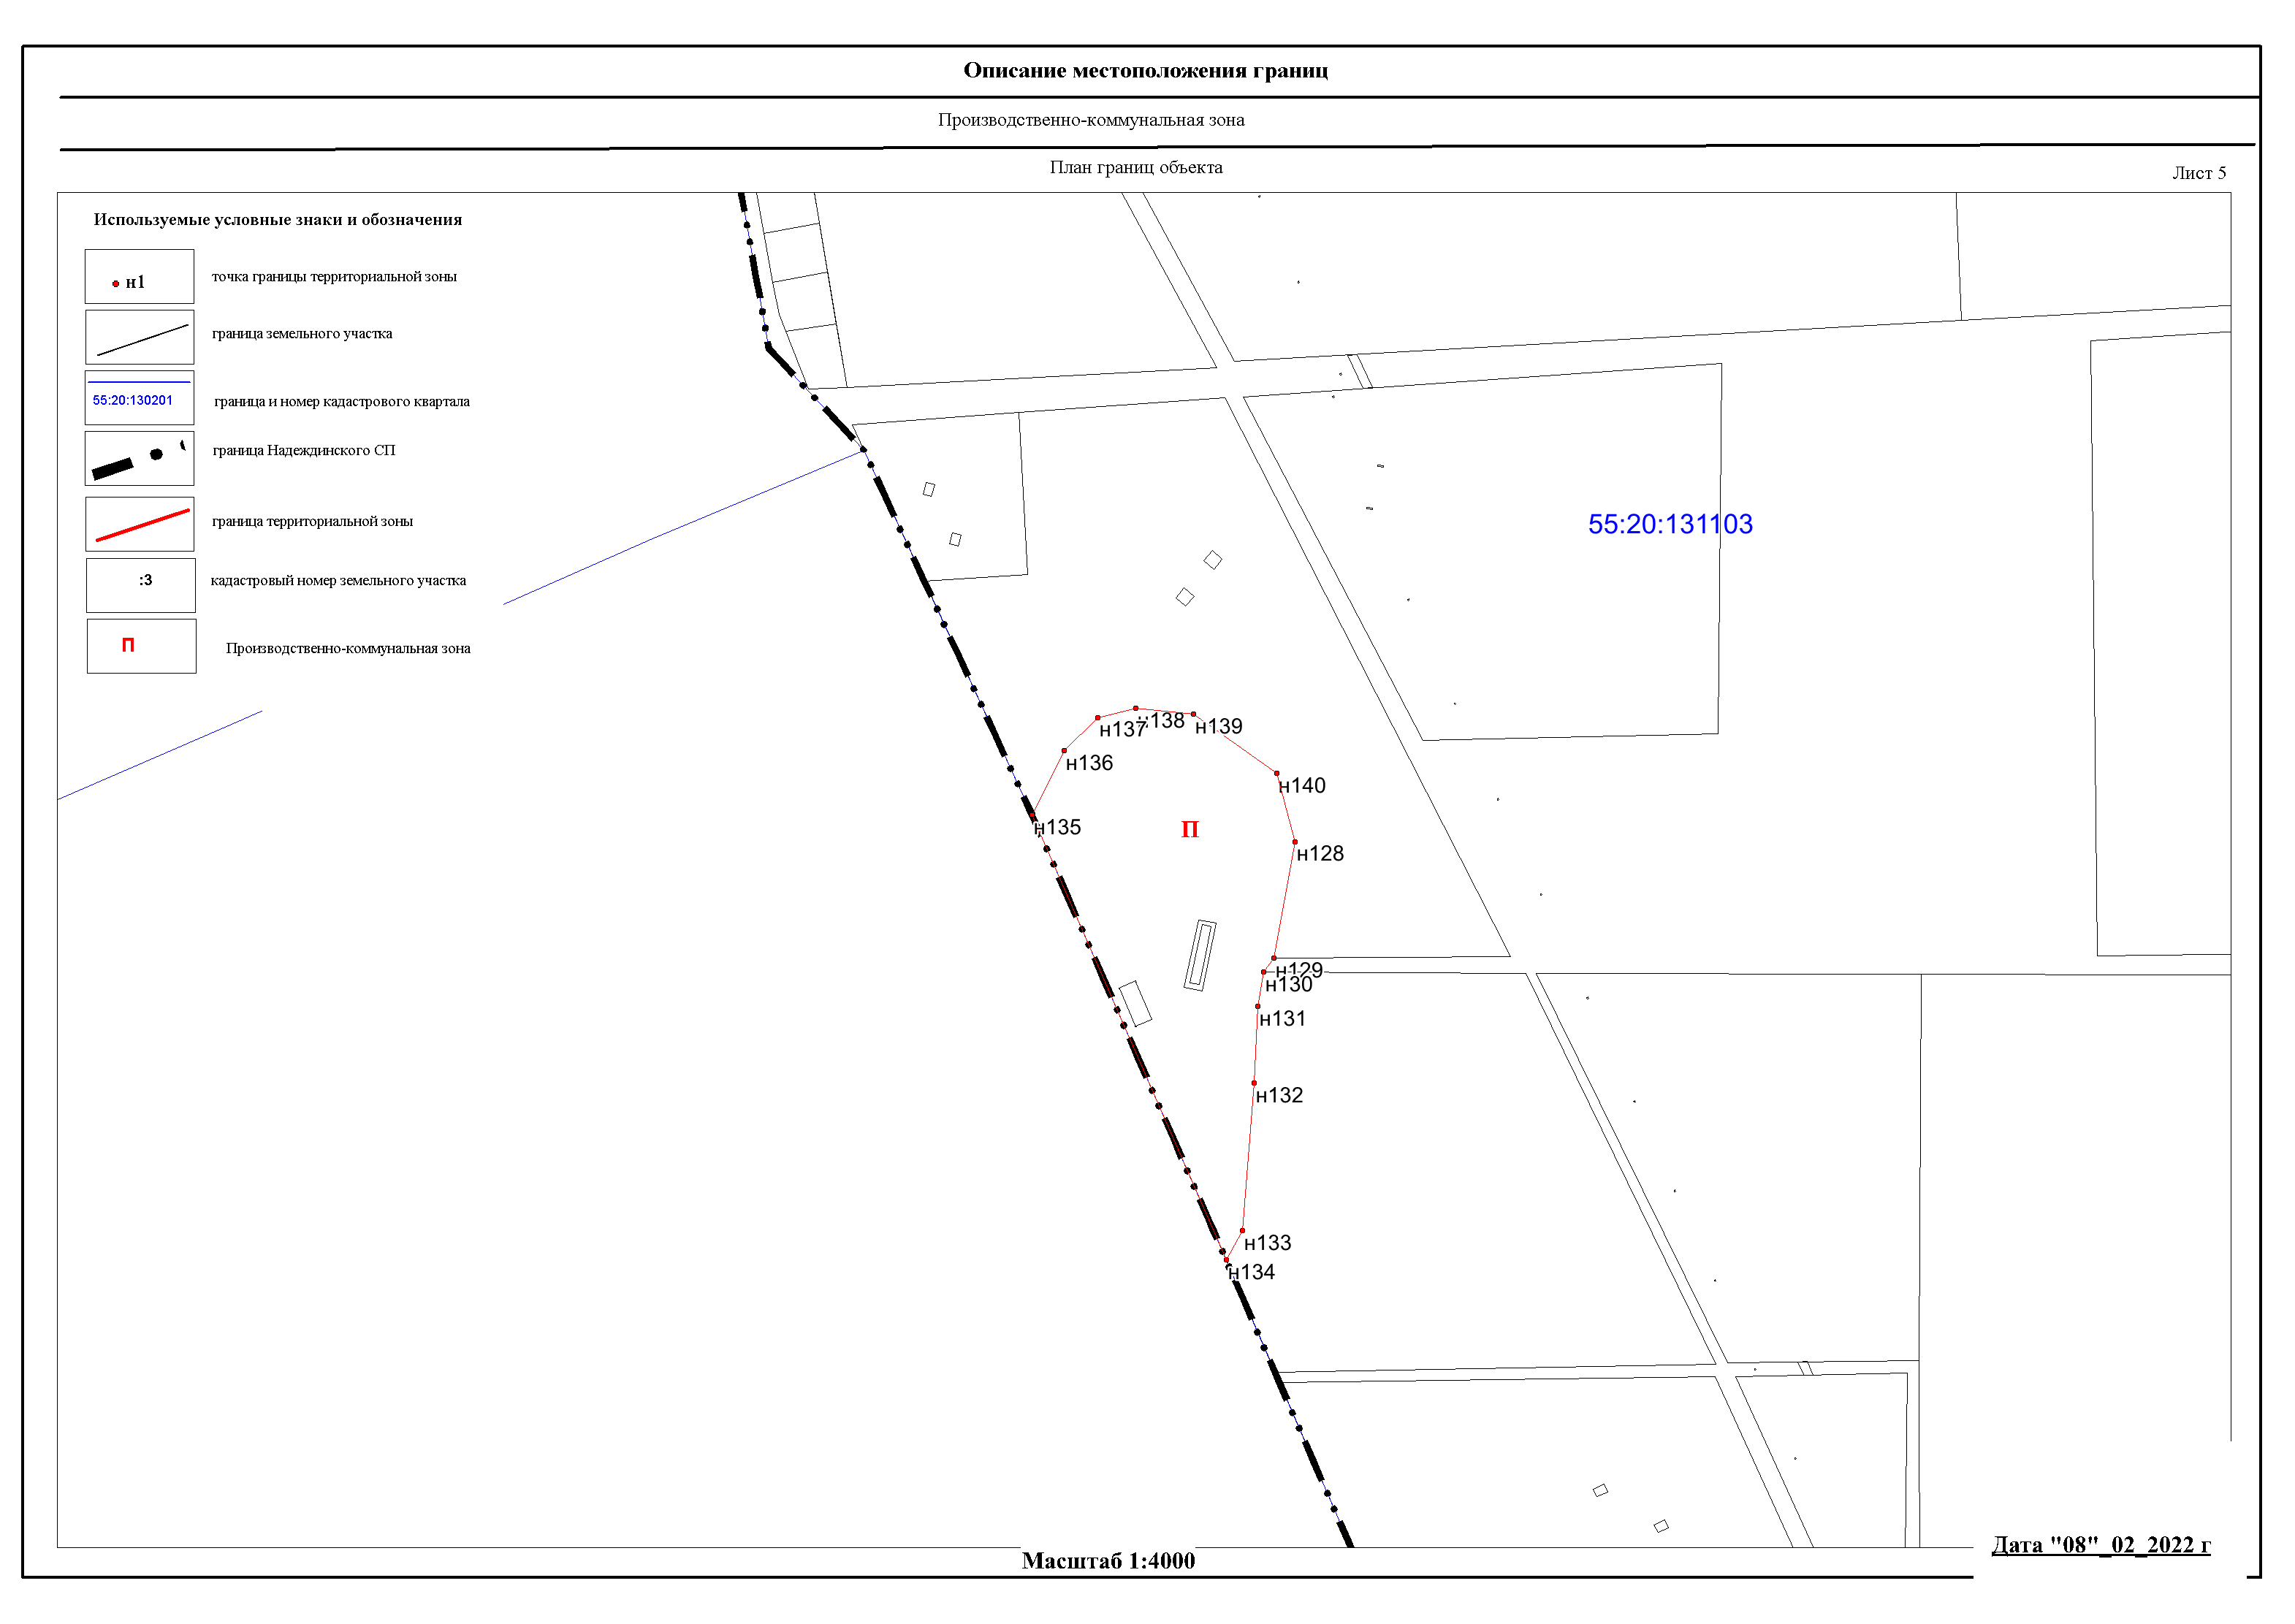 Описание местоположения границ
Производственно-коммунальная зона
План границ объекта
Лист 5
Используемые условные знаки и обозначения
н1 точка границы территориальной зоны
граница земельного участка
55:20:130201 граница и номер кадастрового квартала
граница Надеждинского СП
граница территориальной зоны
:3 кадастровый номер земельного участка
П Производственно-коммунальная зона
55:20:131103
н138
н137
н139
н136
н140
н135
П
н128
н129
н130
н131
н132
н133
н134
Масштаб 1:4000
Дата "08"_02_2022 г